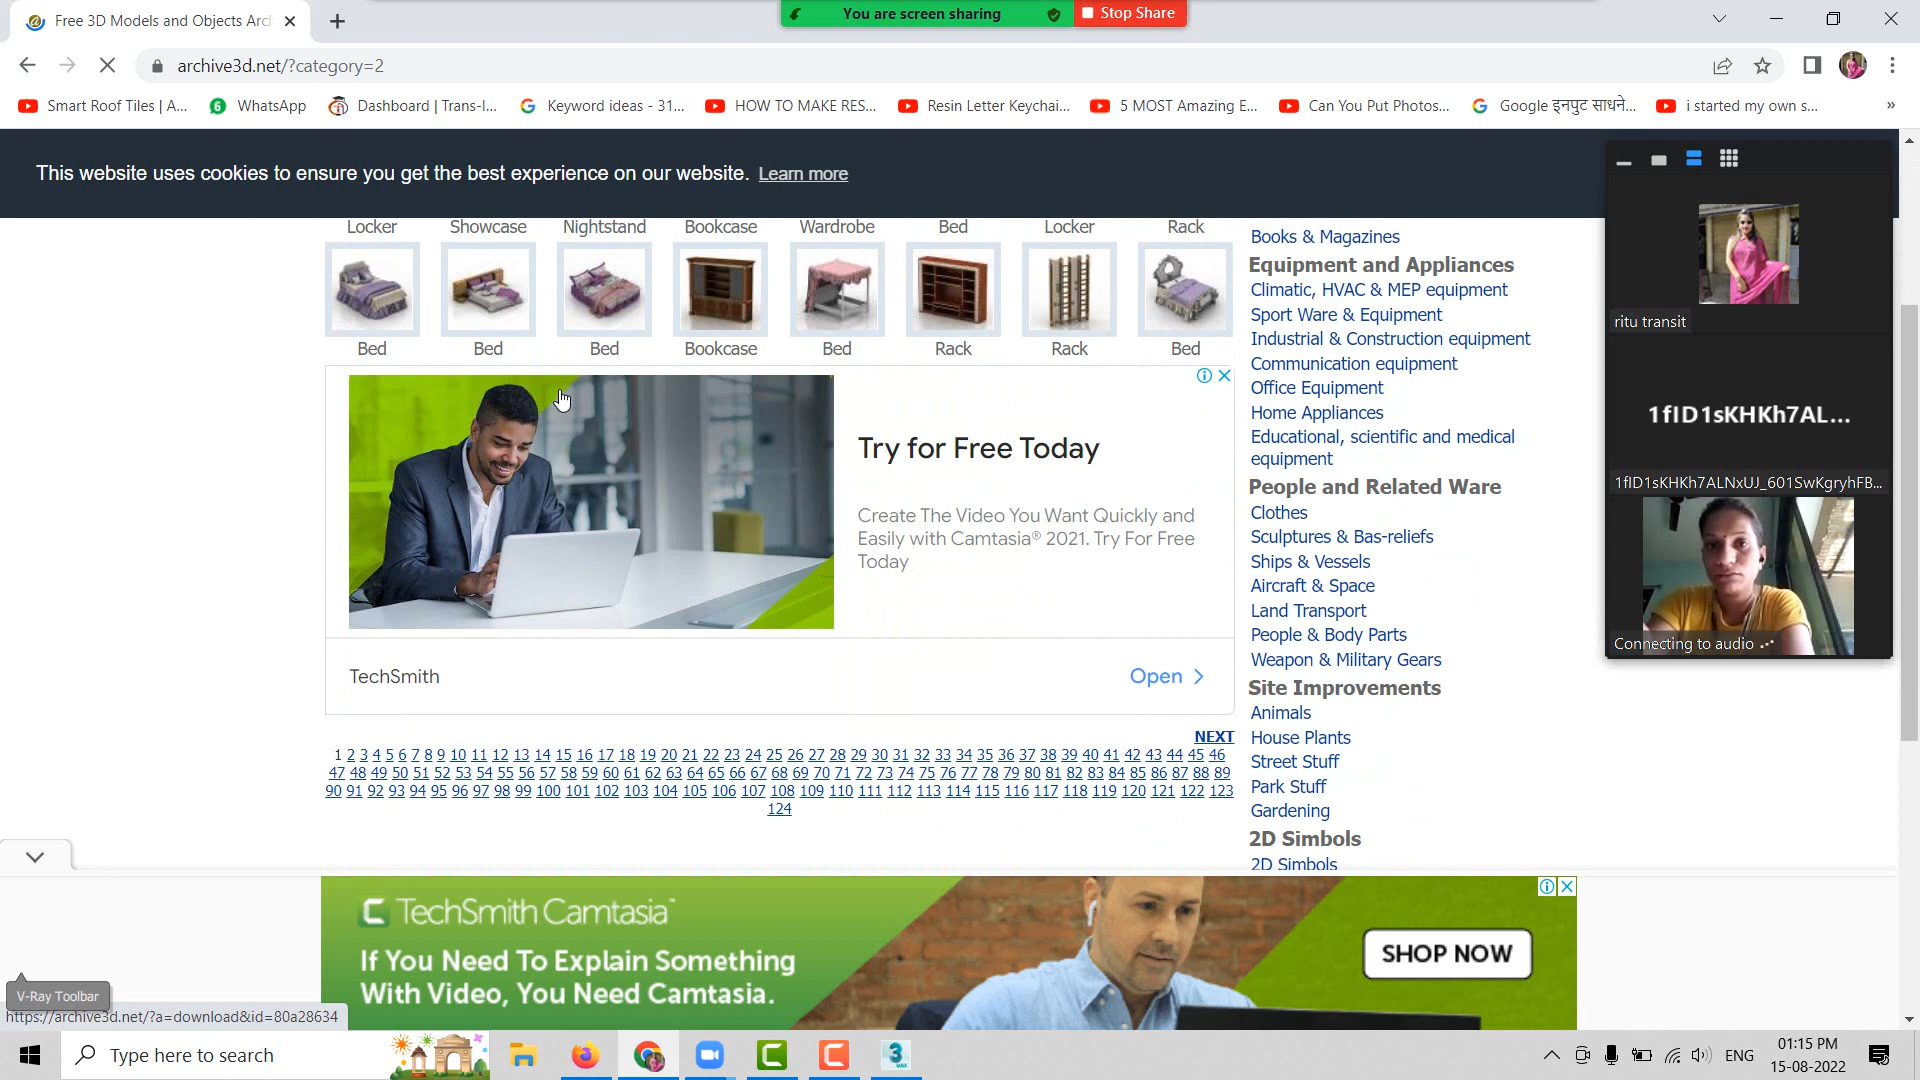 Free 3D Models and Objects Arc
You are screen sharing
Stop Share
archive3d.net/?category=2
Smart Roof Tiles | A...
WhatsApp
Dashboard | Trans-I...
Keyword ideas - 31...
HOW TO MAKE RES...
Resin Letter Keychai...
5 MOST Amazing E...
Can You Put Photos...
Google इनपुट साधने...
i started my own s...
»
This website uses cookies to ensure you get the best experience on our website. Learn more
Locker Showcase Nightstand Bookcase Wardrobe Bed Locker Rack
Bed Bed Bed Bookcase Bed Rack Rack Bed
Try for Free Today
Create The Video You Want Quickly and
Easily with Camtasia® 2021. Try For Free
Today
TechSmith
Open >
NEXT
1 2 3 4 5 6 7 8 9 10 11 12 13 14 15 16 17 18 19 20 21 22 23 24 25 26 27 28 29 30 31 32 33 34 35 36 37 38 39 40 41 42 43 44 45 46
47 48 49 50 51 52 53 54 55 56 57 58 59 60 61 62 63 64 65 66 67 68 69 70 71 72 73 74 75 76 77 78 79 80 81 82 83 84 85 86 87 88 89
90 91 92 93 94 95 96 97 98 99 100 101 102 103 104 105 106 107 108 109 110 111 112 113 114 115 116 117 118 119 120 121 122 123
124
Books & Magazines
Equipment and Appliances
Climatic, HVAC & MEP equipment
Sport Ware & Equipment
Industrial & Construction equipment
Communication equipment
Office Equipment
Home Appliances
Educational, scientific and medical
equipment
People and Related Ware
Clothes
Sculptures & Bas-reliefs
Ships & Vessels
Aircraft & Space
Land Transport
People & Body Parts
Weapon & Military Gears
Site Improvements
Animals
House Plants
Street Stuff
Park Stuff
Gardening
2D Simbols
2D Simbols
ritu transit
1fID1sKHKh7AL...
1fID1sKHKh7ALNxUJ_601SwKgryhFB...
Connecting to audio
TechSmith Camtasia™
If You Need To Explain Something
With Video, You Need Camtasia.
SHOP NOW
V-Ray Toolbar
https://archive3d.net/?a=download&id=80a28634
Type here to search
3
MAX
ENG
01:15 PM
15-08-2022